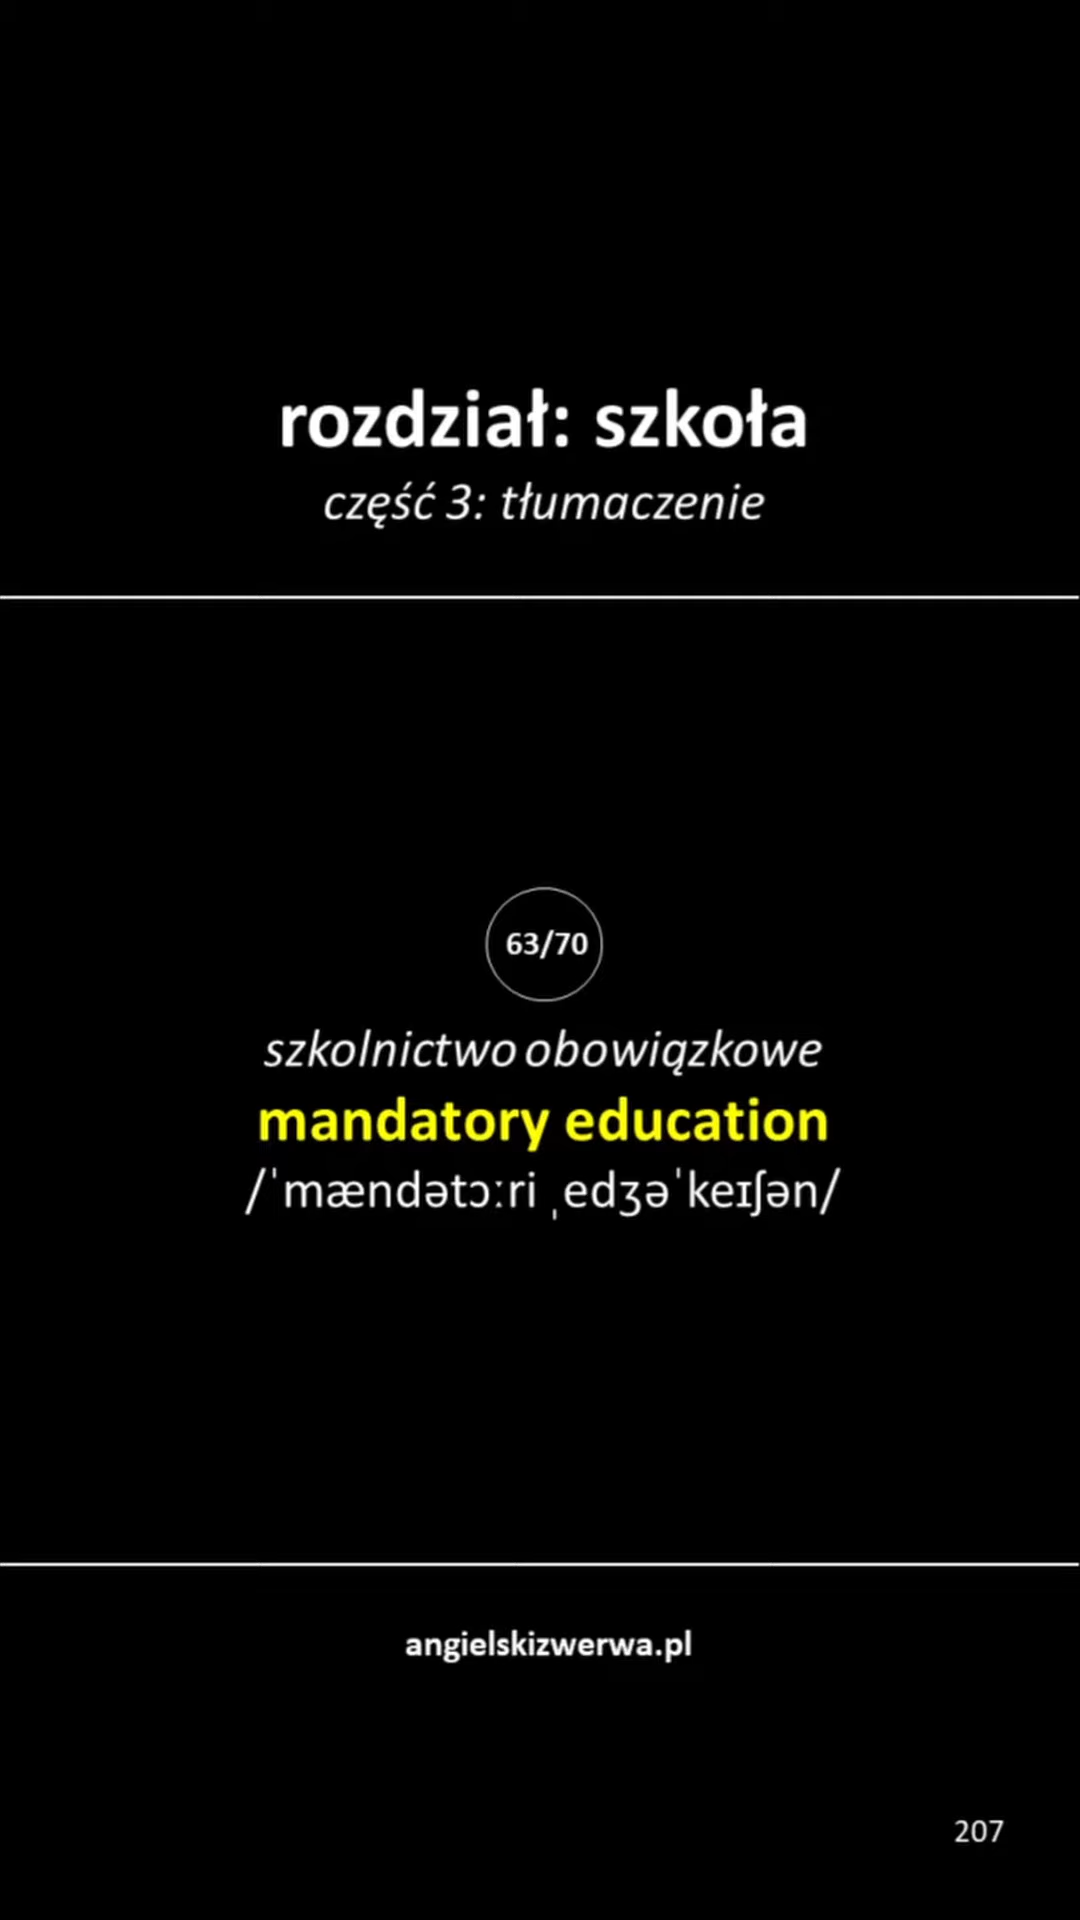 rozdział: szkoła
część 3: tłumaczenie
63/70
szkolnictwo obowiązkowe
mandatory education
/ˈmændətɔːri ˌedʒəˈkeɪʃən/
angielskizwerwa.pl
207